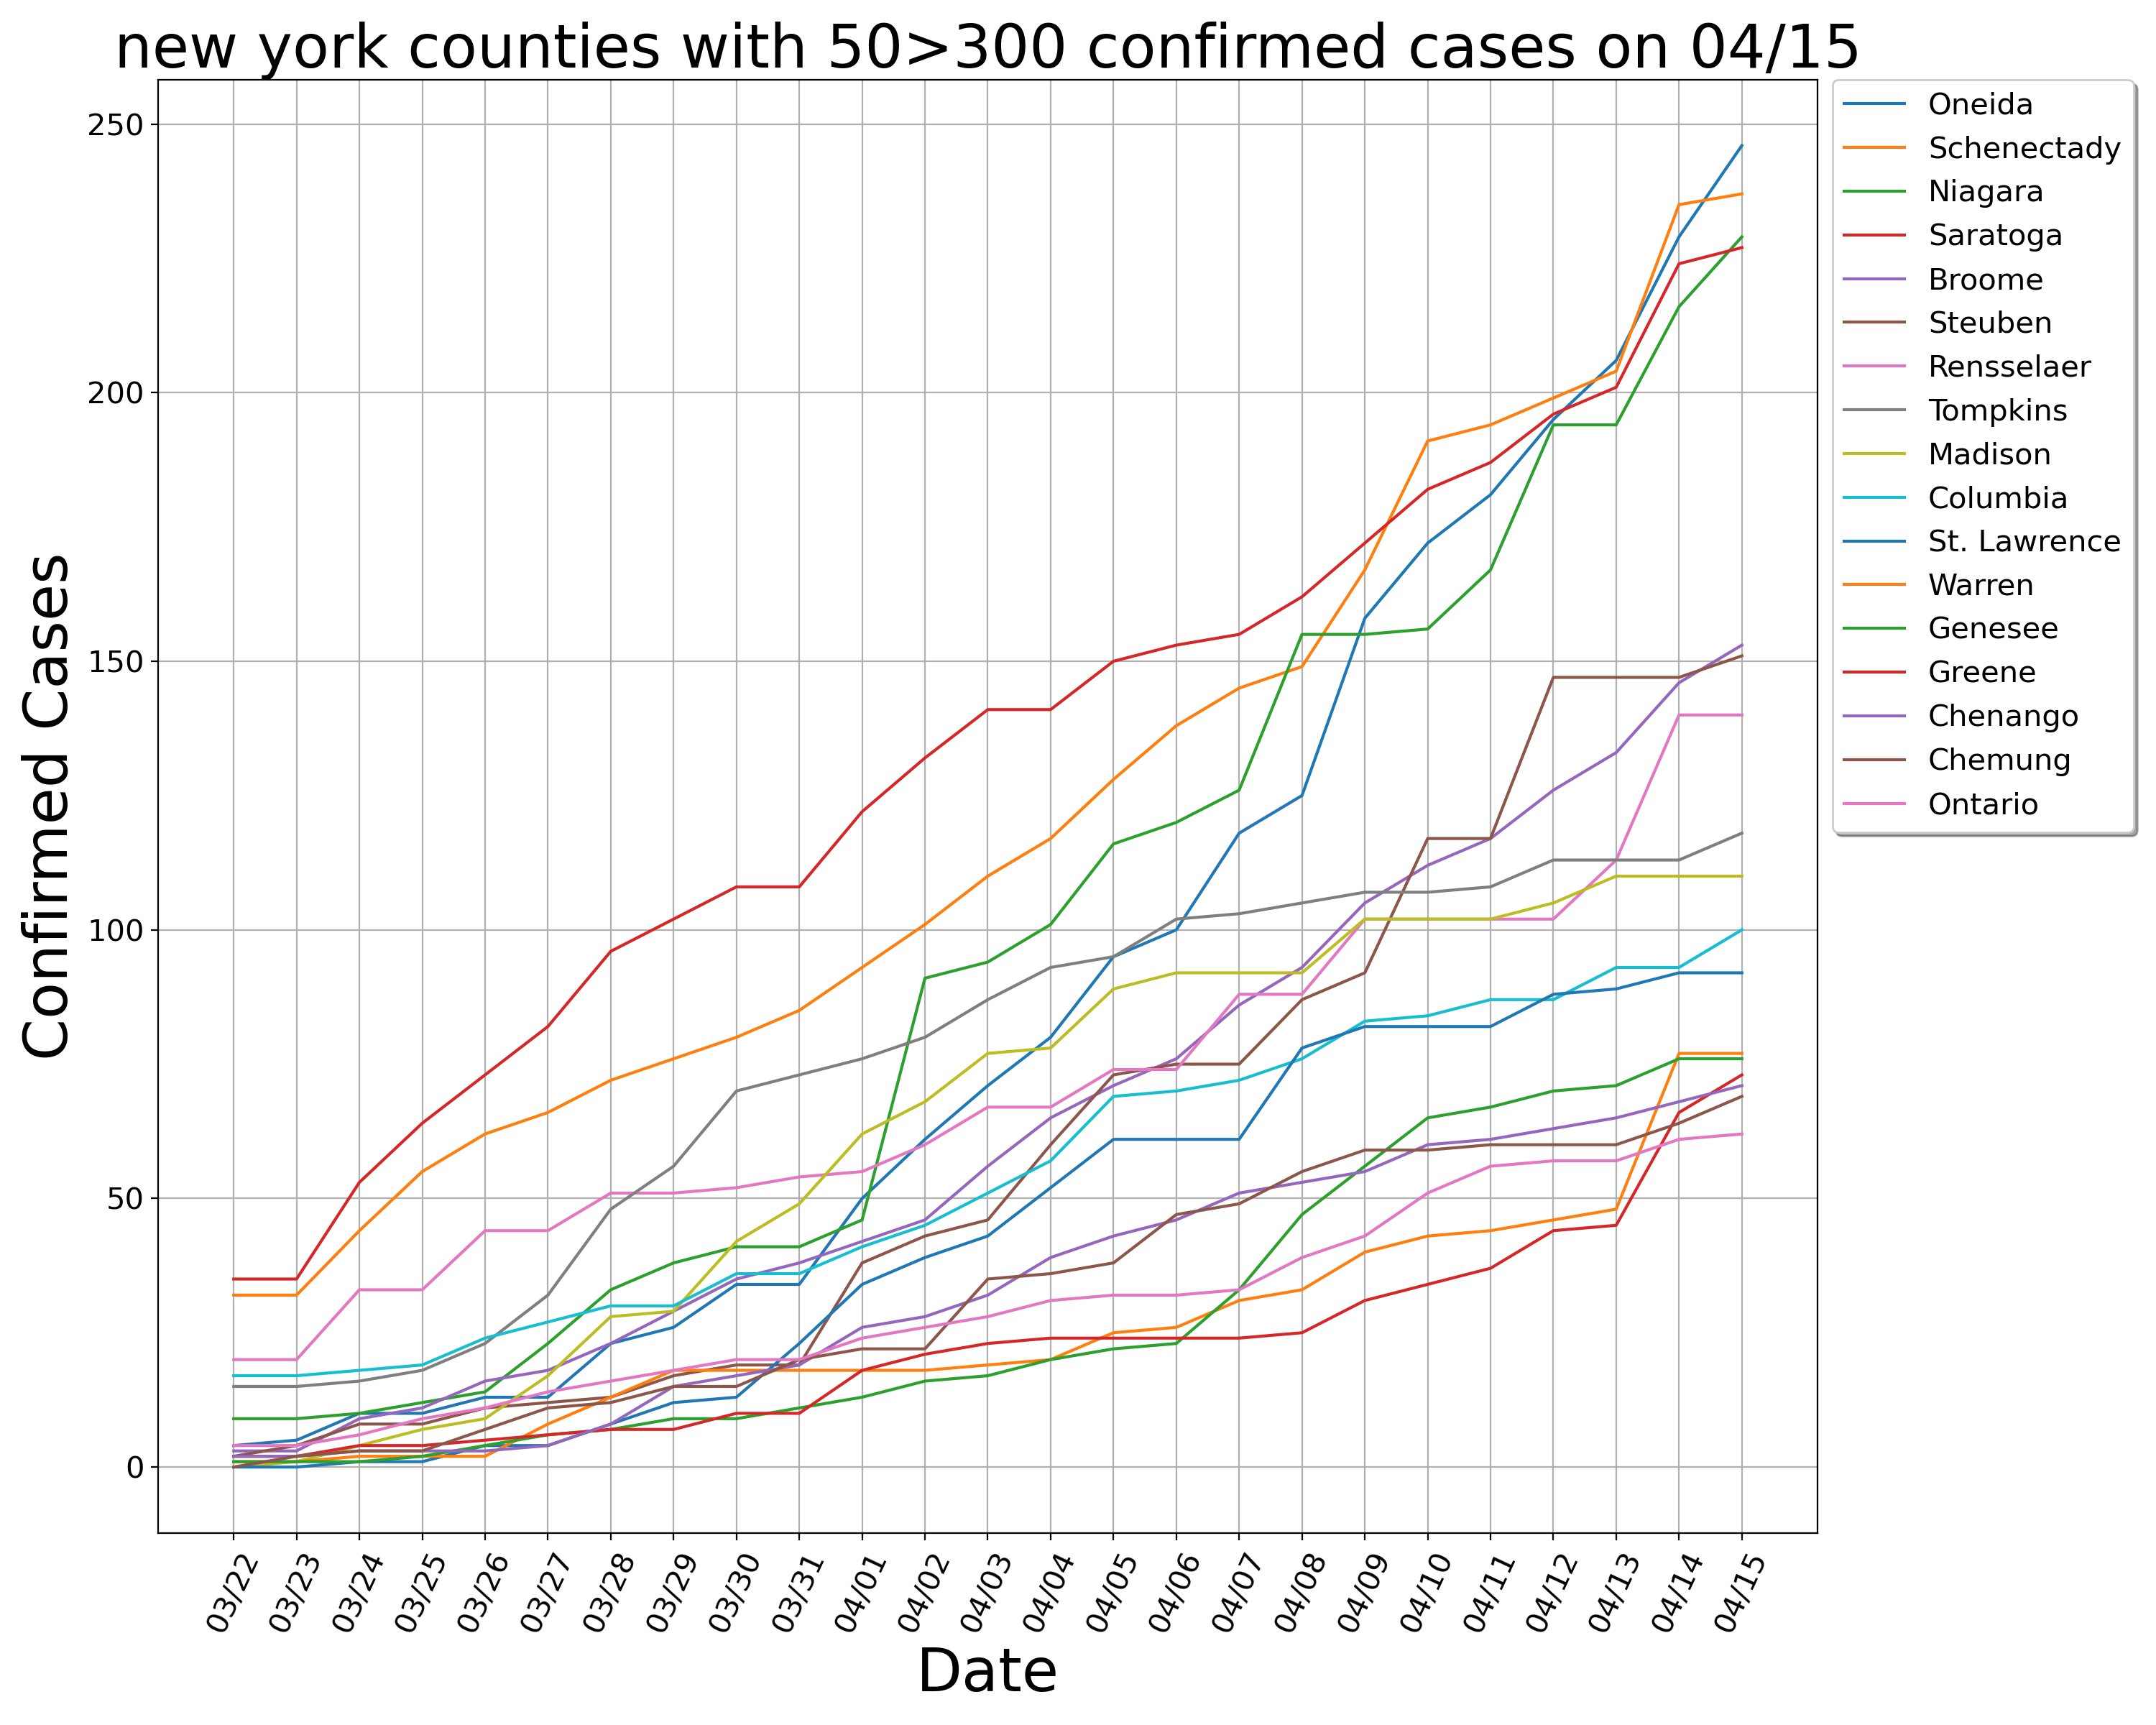 new york counties with 50>300 confirmed cases on 04/15
Confirmed Cases
250
200
150
100
50
0
03/22
03/23
03/24
03/25
03/26
03/27
03/28
03/29
03/30
03/31
04/01
04/02
04/03
04/04
04/05
04/06
04/07
04/08
04/09
04/10
04/11
04/12
04/13
04/14
04/15
Date
Oneida
Schenectady
Niagara
Saratoga
Broome
Steuben
Rensselaer
Tompkins
Madison
Columbia
St. Lawrence
Warren
Genesee
Greene
Chenango
Chemung
Ontario